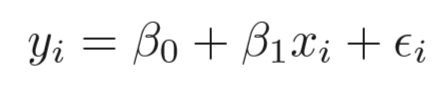 yᵢ = β₀ + β₁xᵢ + ϵᵢ